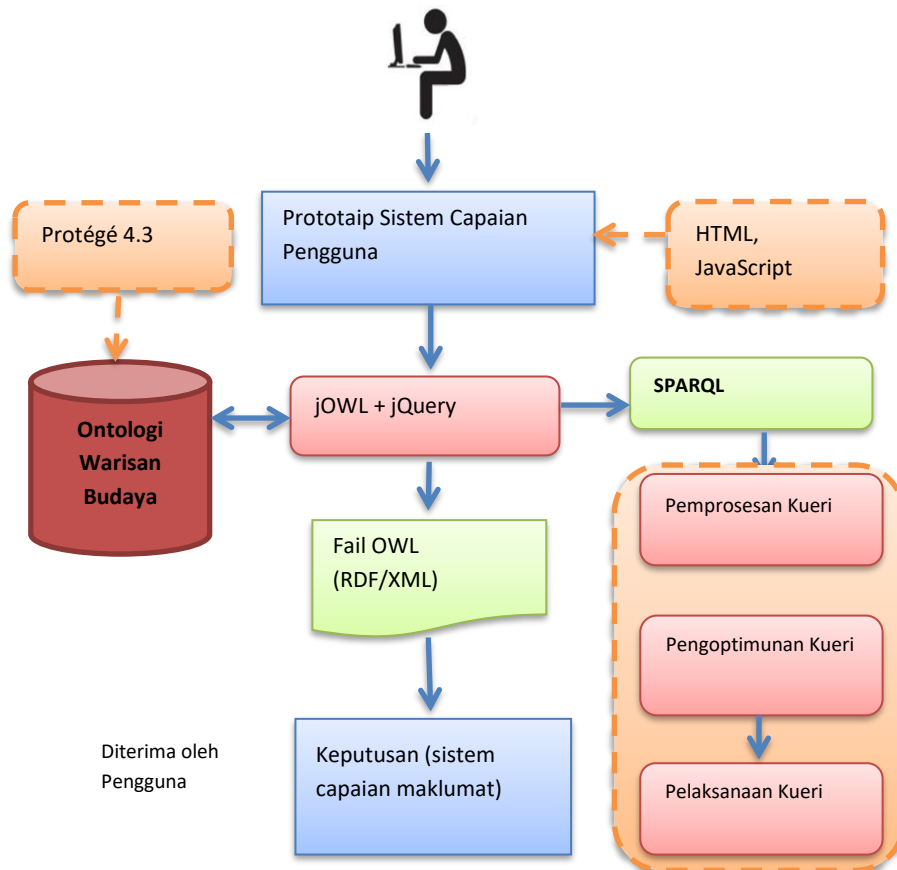 Prototaip Sistem Capaian
Pengguna
Protégé 4.3
HTML,
JavaScript
Ontologi
Warisan
Budaya
jOWL + jQuery
SPARQL
Fail OWL
(RDF/XML)
Pemprosesan Kueri
Pengoptimunan Kueri
Pelaksanaan Kueri
Diterima oleh
Pengguna
Keputusan (sistem
capaian maklumat)